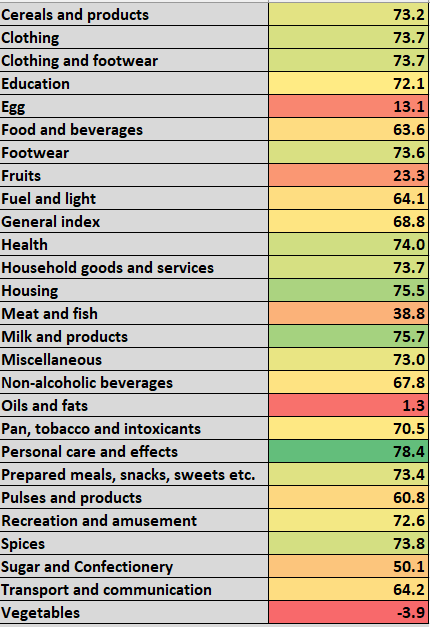 Cereals and products 73.2
Clothing 73.7
Clothing and footwear 73.7
Education 72.1
Egg 13.1
Food and beverages 63.6
Footwear 73.6
Fruits 23.3
Fuel and light 64.1
General index 68.8
Health 74.0
Household goods and services 73.7
Housing 75.5
Meat and fish 38.8
Milk and products 75.7
Miscellaneous 73.0
Non-alcoholic beverages 67.8
Oils and fats 1.3
Pan, tobacco and intoxicants 70.5
Personal care and effects 78.4
Prepared meals, snacks, sweets etc. 73.4
Pulses and products 60.8
Recreation and amusement 72.6
Spices 73.8
Sugar and Confectionery 50.1
Transport and communication 64.2
Vegetables -3.9